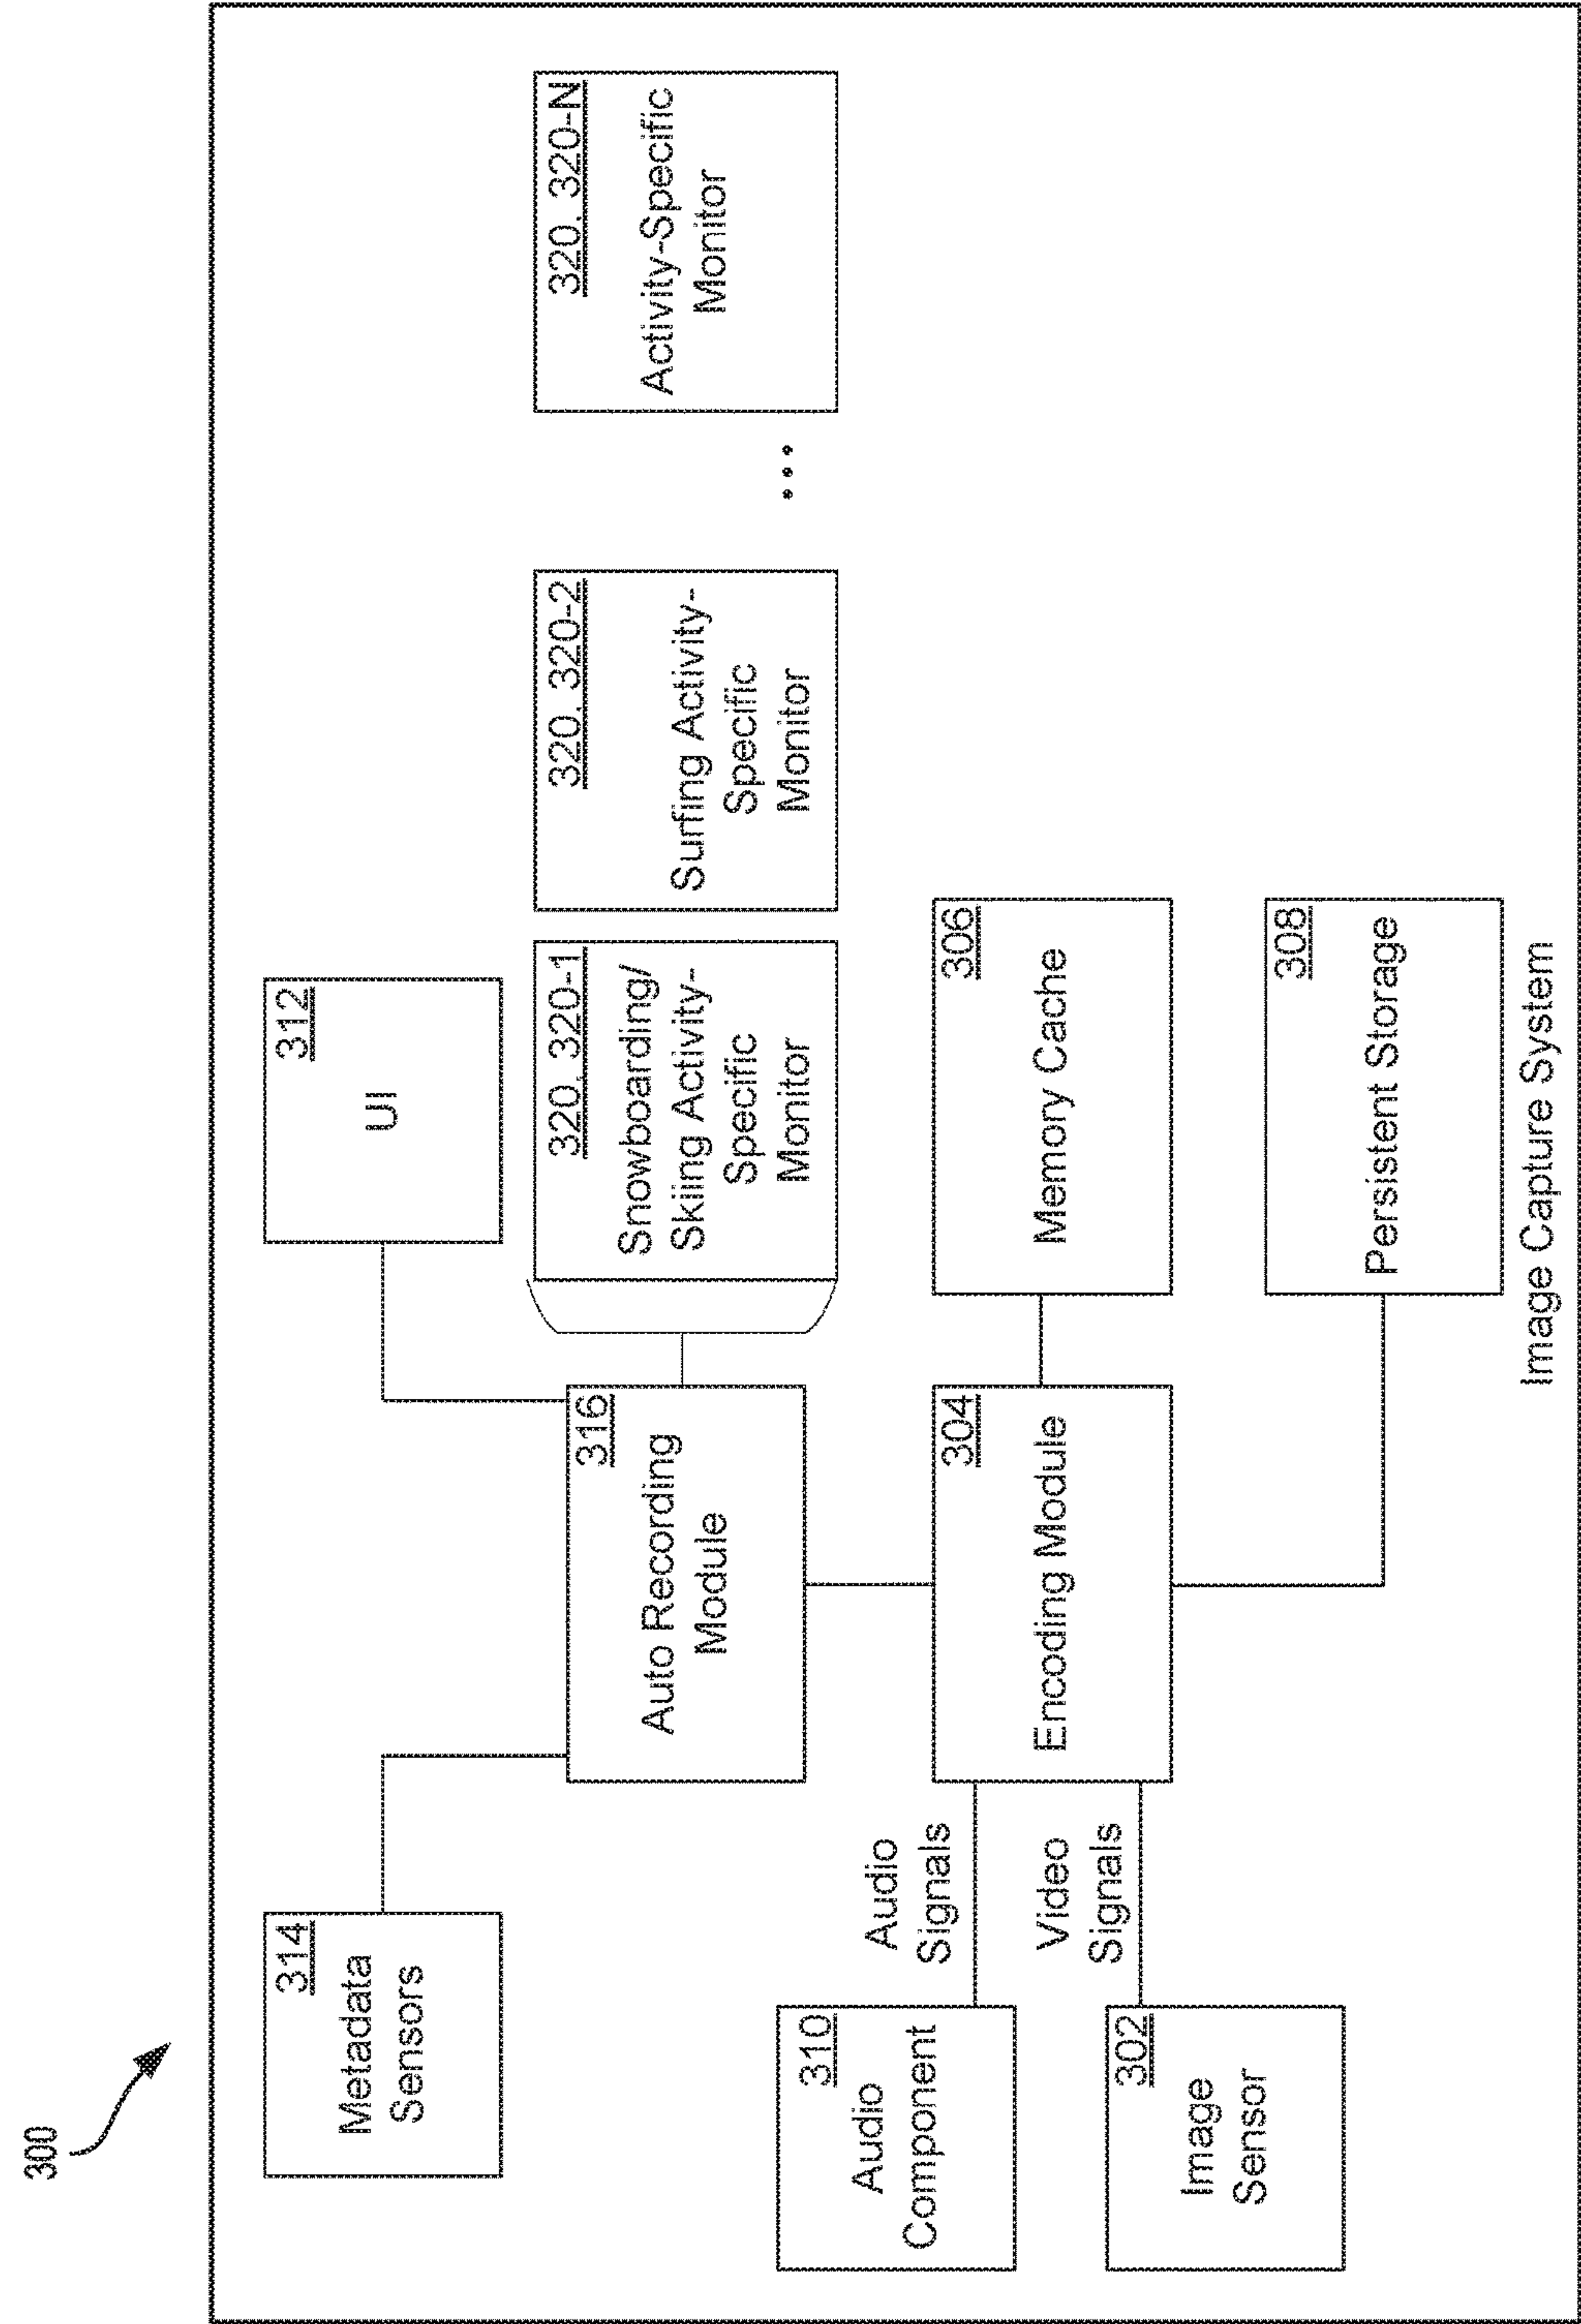 300
314
Metadata
Sensors
312
UI
316
Auto Recording
Module
320, 320-1
Snowboarding/
Skiing Activity-
Specific
Monitor
320, 320-2
Surfing Activity-
Specific
Monitor
...
320, 320-N
Activity-Specific
Monitor
310
Audio
Component
Audio
Signals
302
Image
Sensor
Video
Signals
304
Encoding Module
306
Memory Cache
308
Persistent Storage
Image Capture System